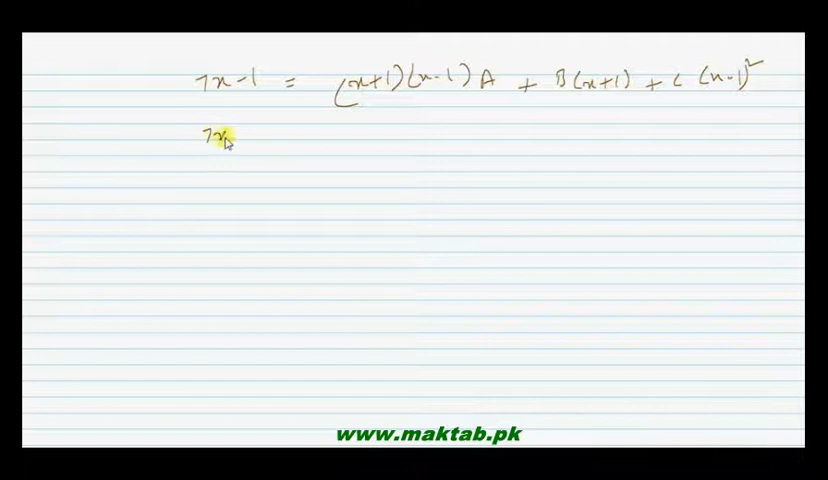 7x-1 = (x+1)(x-1)A + B(x+1) + C(x-1)²
7x
www.maktab.pk